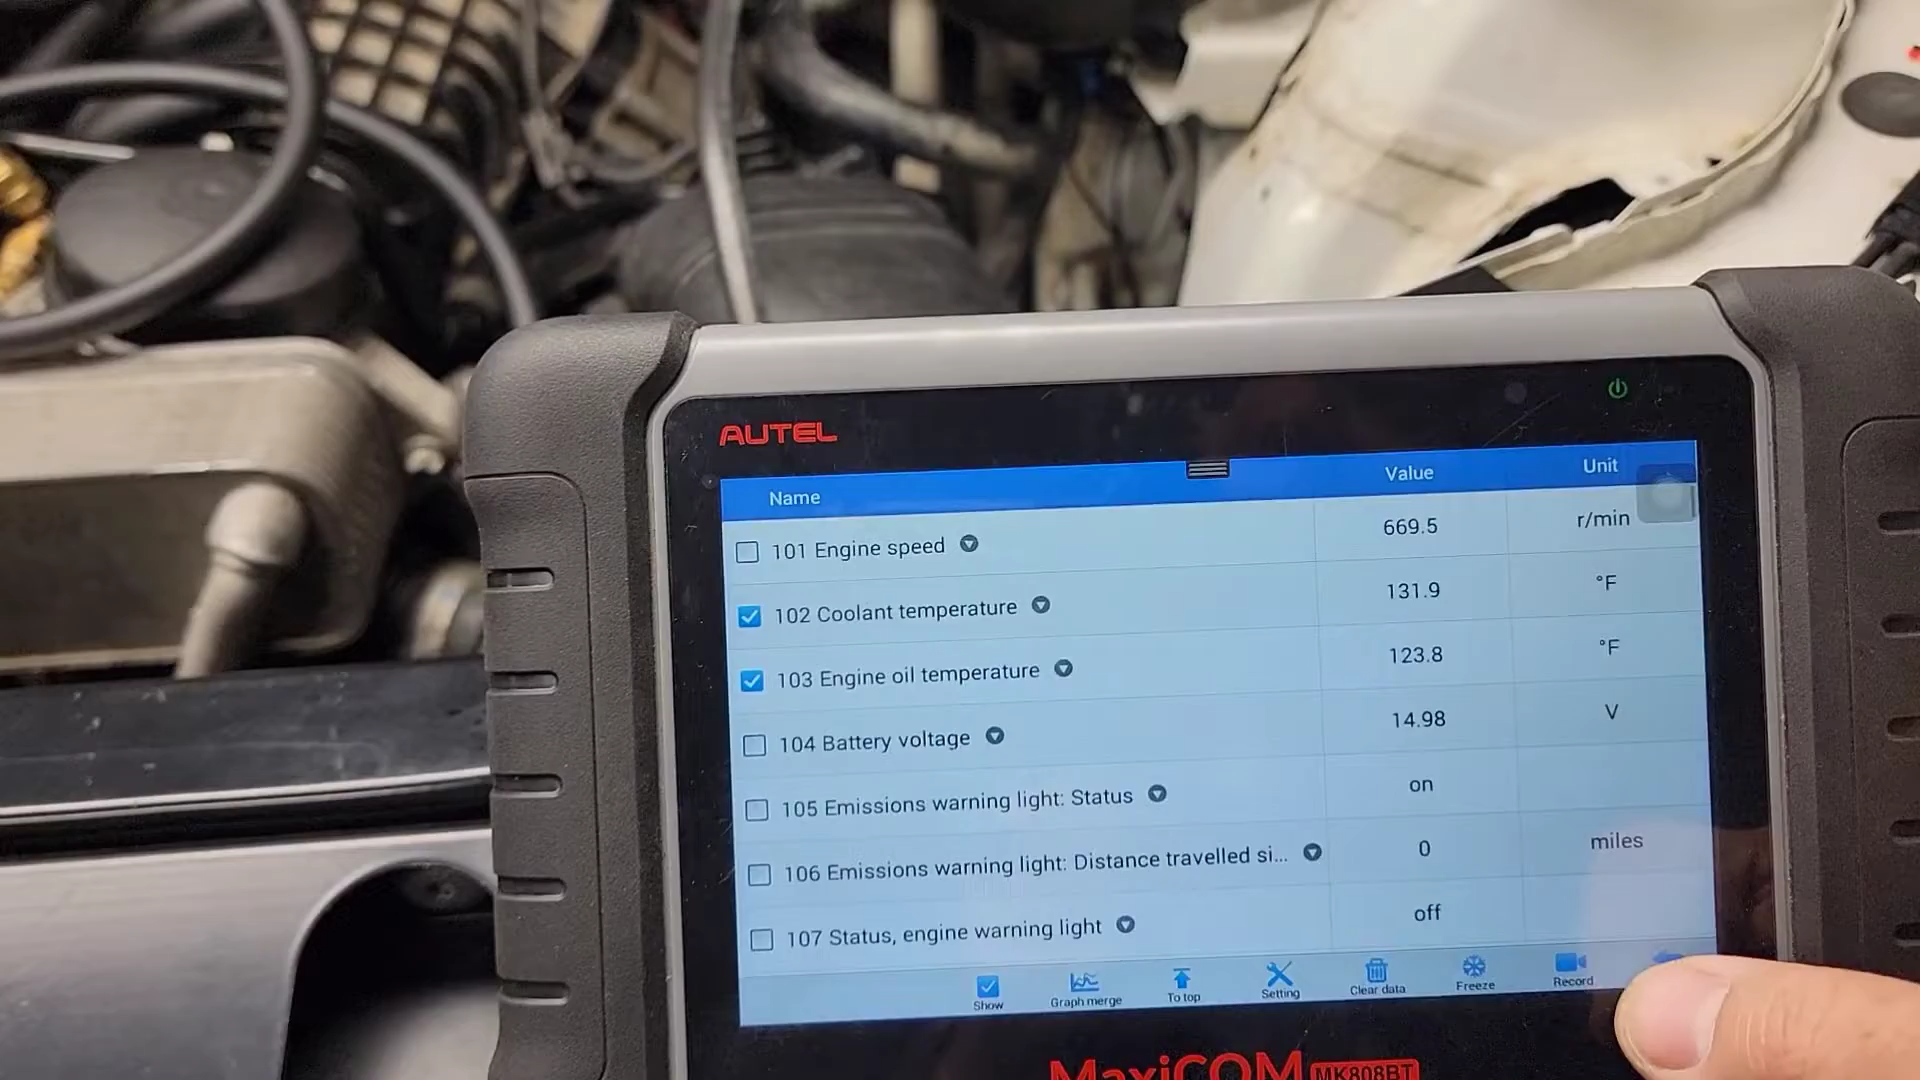 AUTEL
Name Value Unit
101 Engine speed 669.5 r/min
102 Coolant temperature 131.9 °F
103 Engine oil temperature 123.8 °F
104 Battery voltage 14.98 V
105 Emissions warning light: Status on
106 Emissions warning light: Distance travelled si... 0 miles
107 Status, engine warning light off
Show Graph merge To top Setting Clear data Freeze Record
MaxiCOM MK808BT